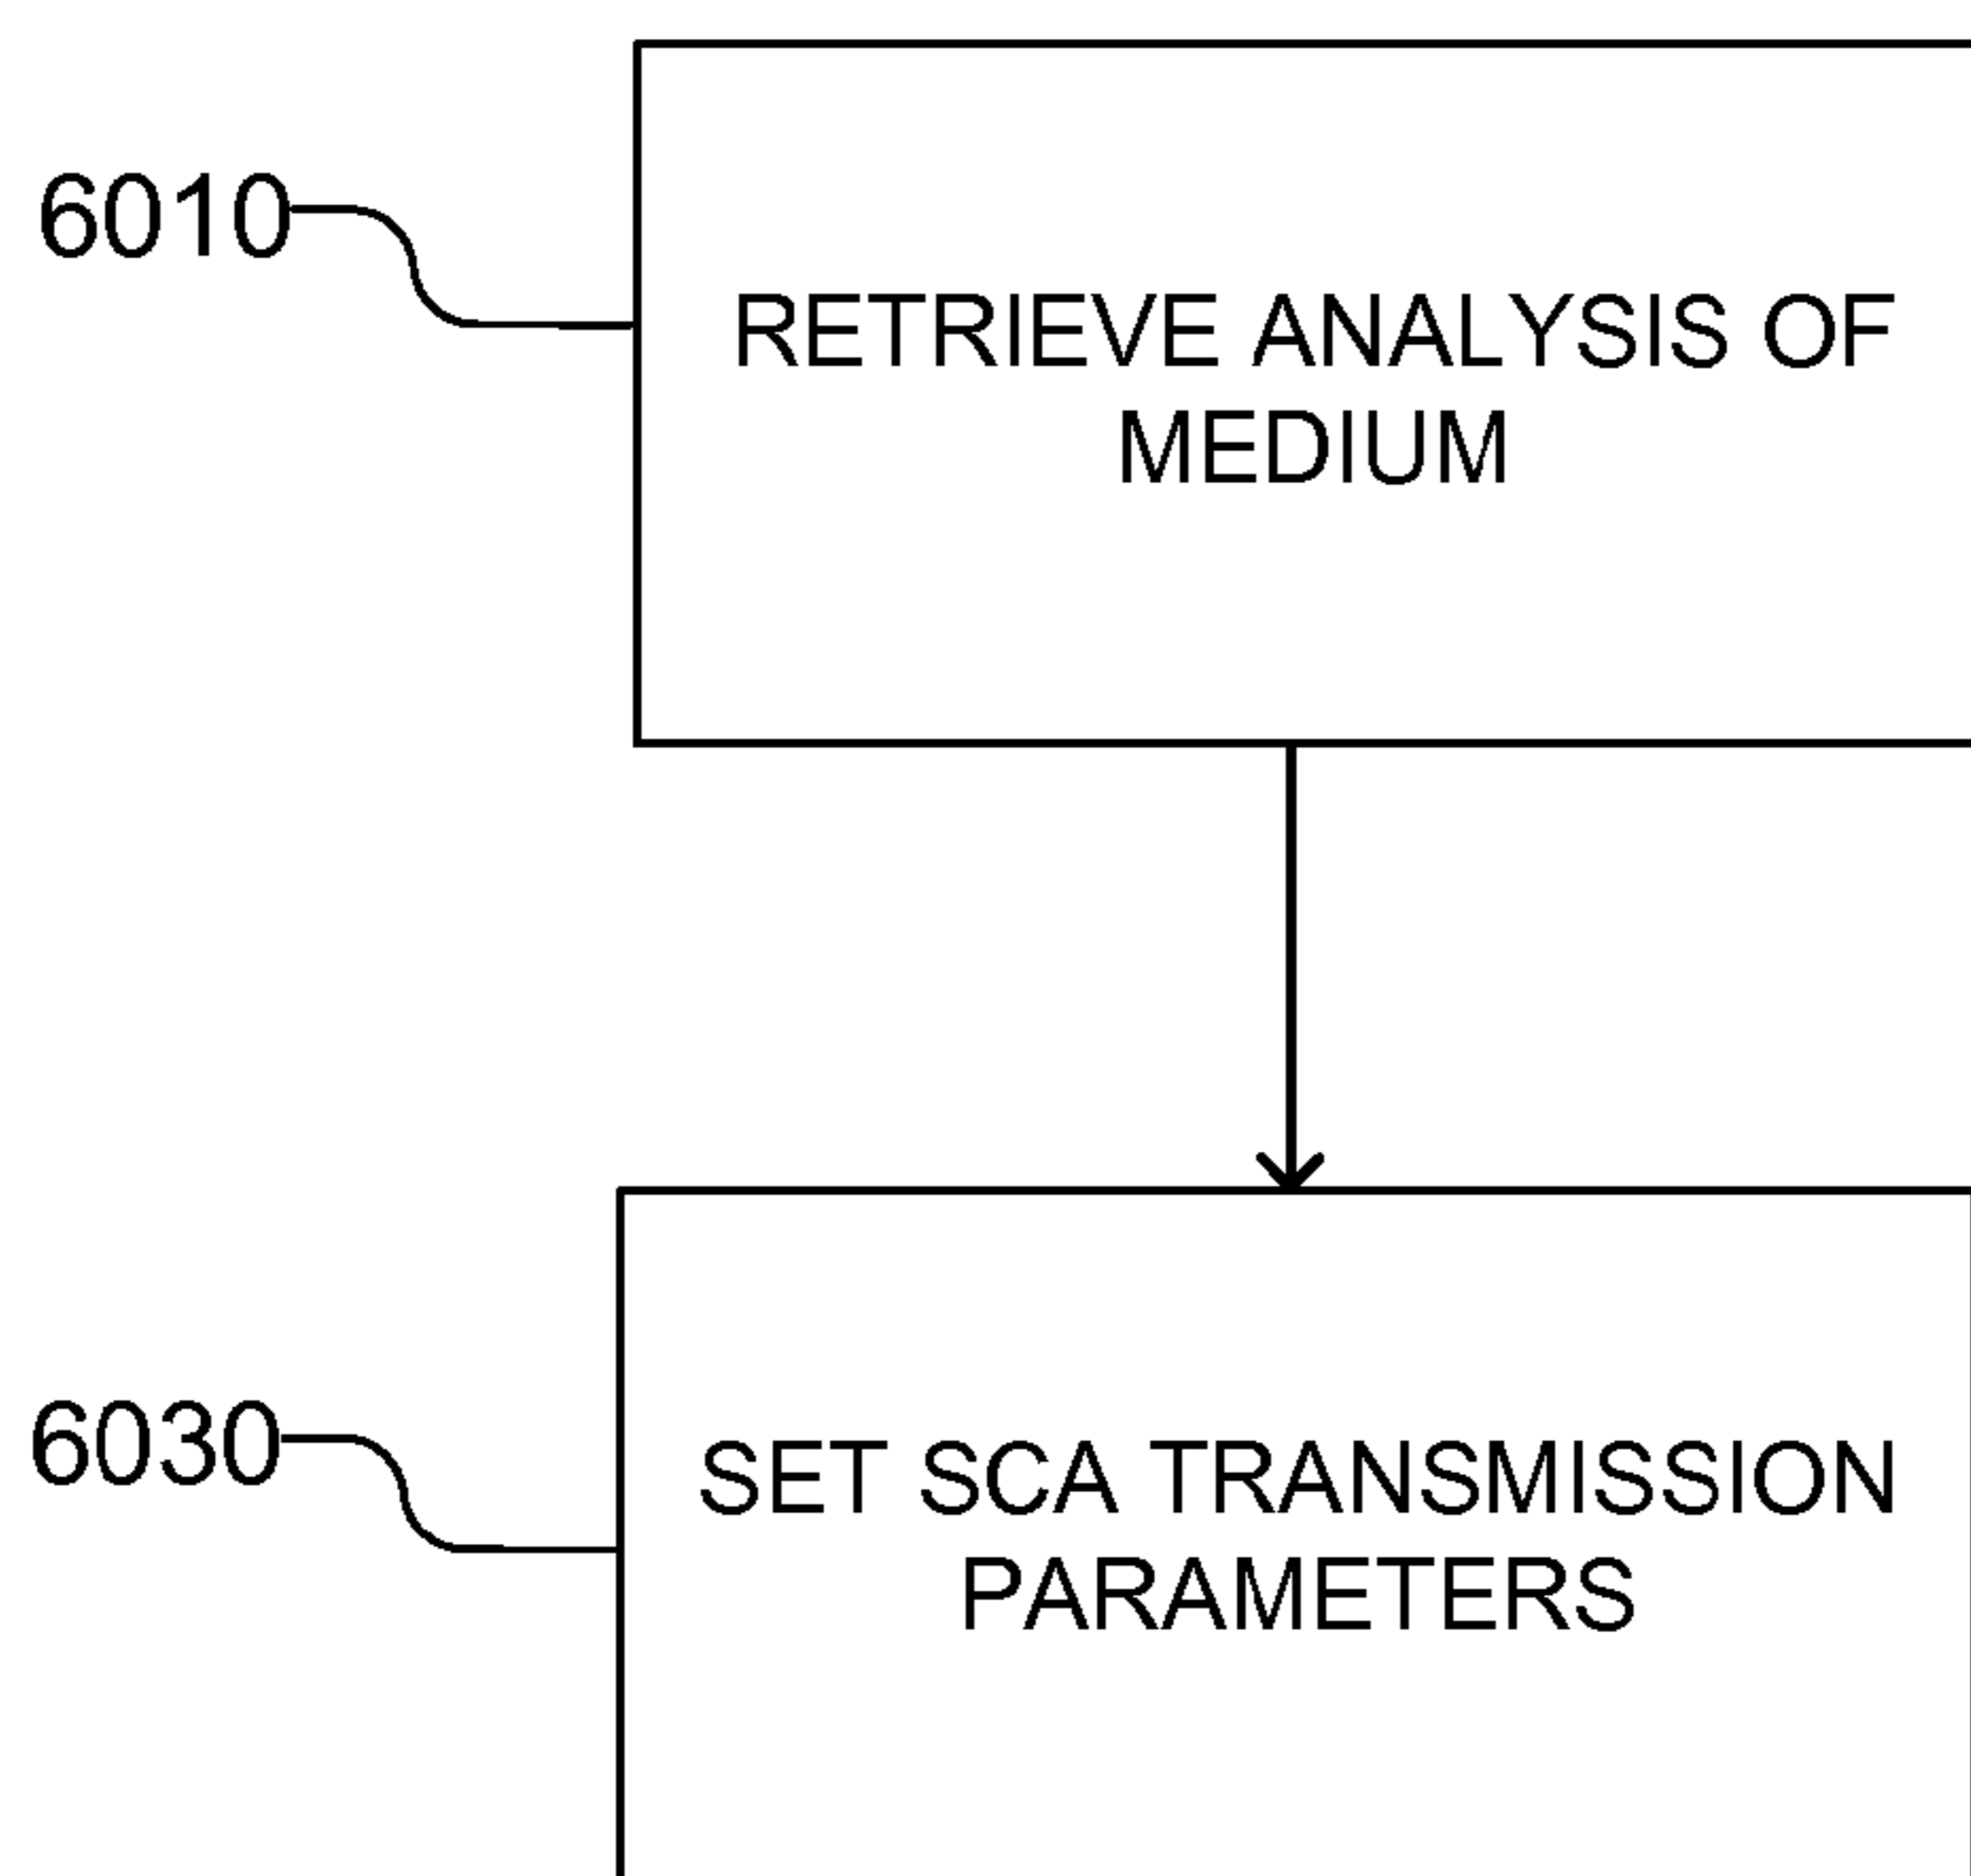 6010
RETRIEVE ANALYSIS OF
MEDIUM
6030
SET SCA TRANSMISSION
PARAMETERS